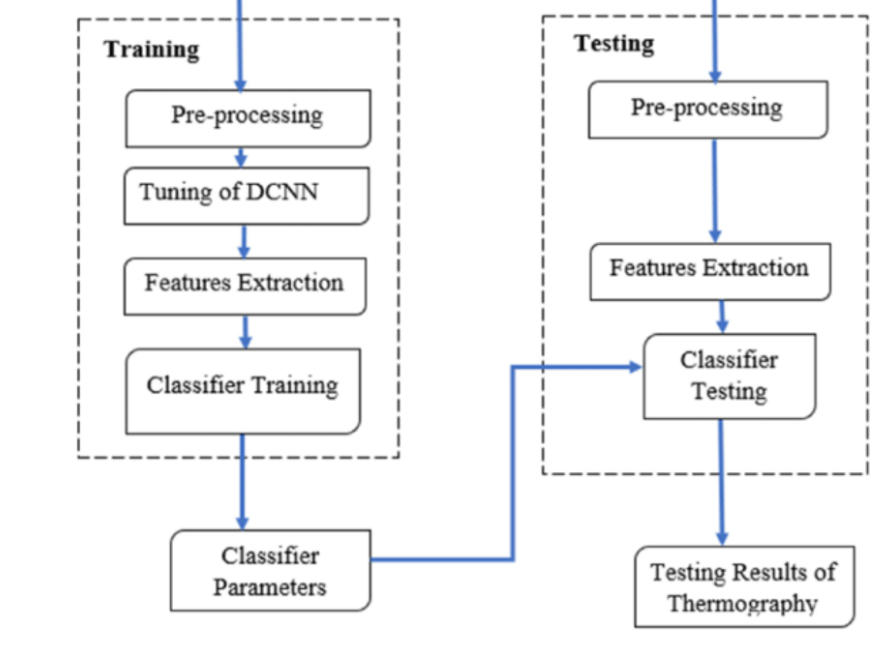 Training
Pre-processing
Tuning of DCNN
Features Extraction
Classifier Training
Classifier
Parameters
Testing
Pre-processing
Features Extraction
Classifier
Testing
Testing Results of
Thermography